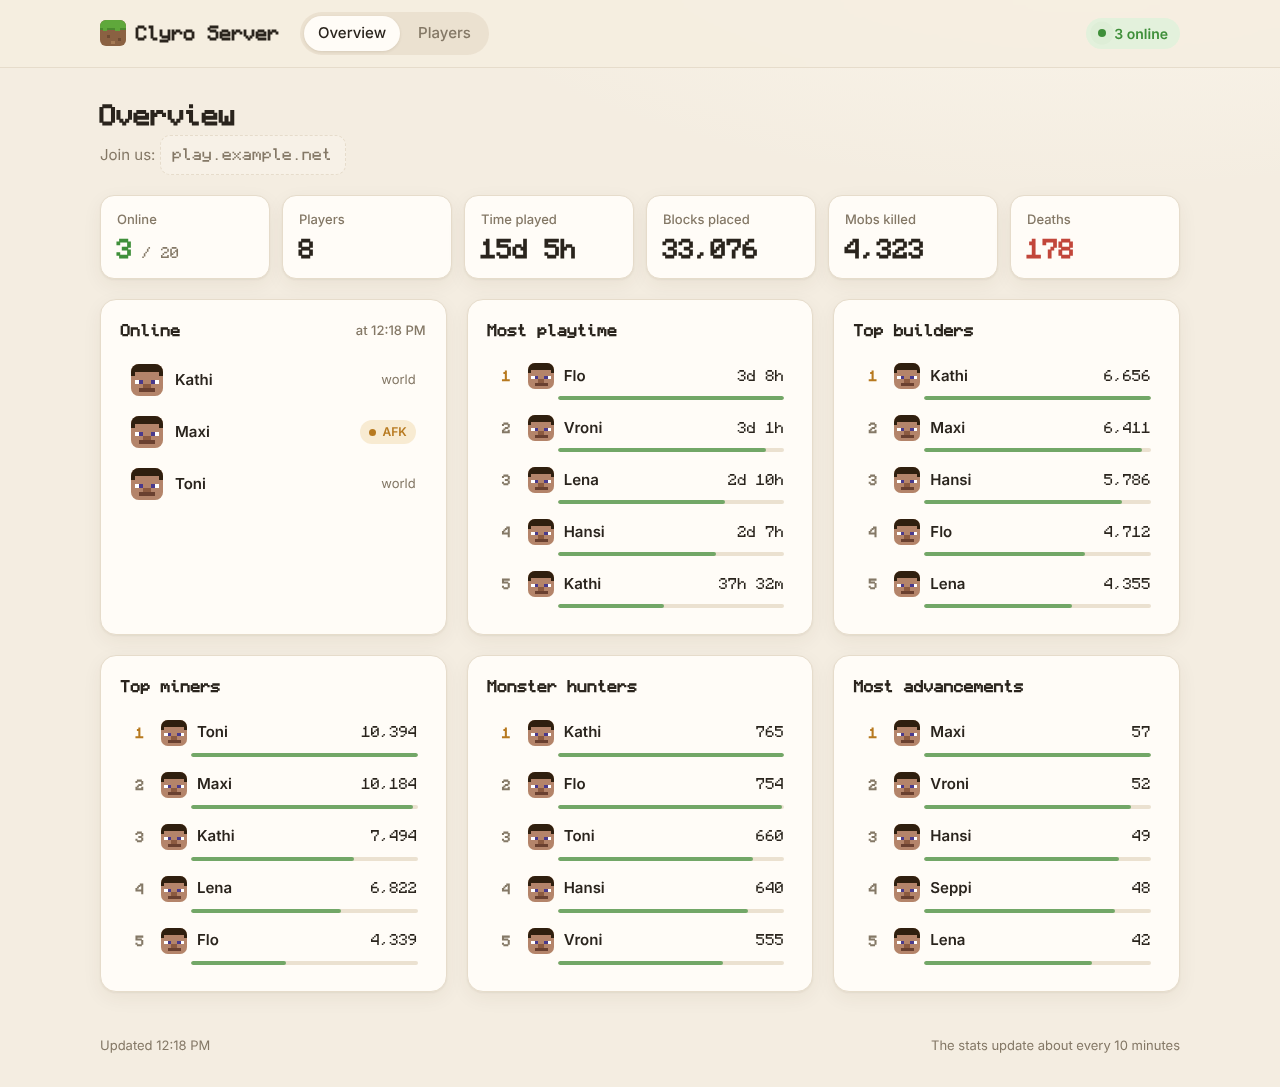 Clyro Server
Overview
Players
3 online
Overview
Join us: play.example.net
Online
3 / 20
Players
8
Time played
15d 5h
Blocks placed
33,076
Mobs killed
4,323
Deaths
178
Online
at 12:18 PM
Kathi
world
Maxi
AFK
Toni
world
Most playtime
1 Flo 3d 8h
2 Vroni 3d 1h
3 Lena 2d 10h
4 Hansi 2d 7h
5 Kathi 37h 32m
Top builders
1 Kathi 6,656
2 Maxi 6,411
3 Hansi 5,786
4 Flo 4,712
5 Lena 4,355
Top miners
1 Toni 10,394
2 Maxi 10,184
3 Kathi 7,494
4 Lena 6,822
5 Flo 4,339
Monster hunters
1 Kathi 765
2 Flo 754
3 Toni 660
4 Hansi 640
5 Vroni 555
Most advancements
1 Maxi 57
2 Vroni 52
3 Hansi 49
4 Seppi 48
5 Lena 42
Updated 12:18 PM
The stats update about every 10 minutes